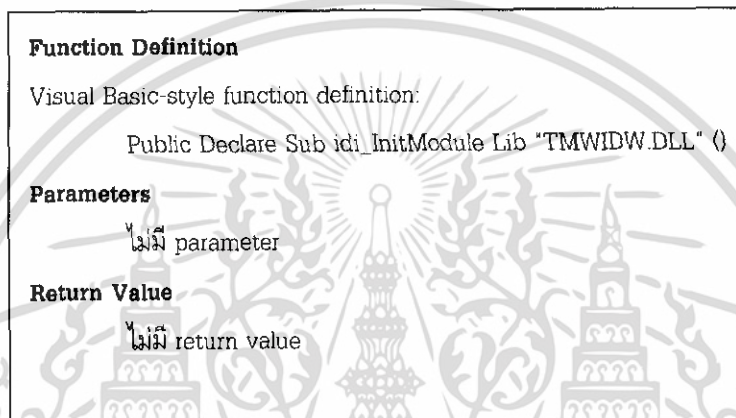 Function Definition
Visual Basic-style function definition:
Public Declare Sub idi_InitModule Lib "TMWIDW.DLL" ()
Parameters
ไม่มี parameter
Return Value
ไม่มี return value